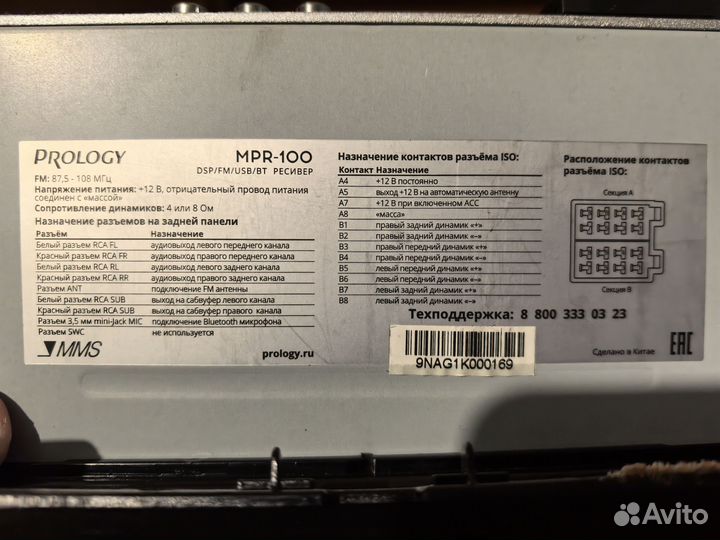 PROLOGY
MPR-100
DSP/FM/USB/BT РЕСИВЕР
FM: 87,5 - 108 МГц
Напряжение питания: +12 В, отрицательный провод питания
соединен с «массой»
Сопротивление динамиков: 4 или 8 Ом
Назначение разъемов на задней панели
Разъём Назначение
Белый разъем RCA FL аудиовыход левого переднего канала
Красный разъем RCA FR аудиовыход правого переднего канала
Белый разъем RCA RL аудиовыход левого заднего канала
Красный разъем RCA RR аудиовыход правого заднего канала
Разъем ANT подключение FM антенны
Белый разъем RCA SUB выход на сабвуфер левого канала
Красный разъем RCA SUB выход на сабвуфер правого канала
Разъем 3,5 мм mini-Jack MIC подключение Bluetooth микрофона
Разъем SWC не используется
MMS
prology.ru
Назначение контактов разъёма ISO:
Контакт Назначение
A4 +12 В постоянно
A5 выход +12 В на автоматическую антенну
A7 +12 В при включенном ACC
A8 «масса»
B1 правый задний динамик «+»
B2 правый задний динамик «–»
B3 правый передний динамик «+»
B4 правый передний динамик «–»
B5 левый передний динамик «+»
B6 левый передний динамик «–»
B7 левый задний динамик «+»
B8 левый задний динамик «–»
Расположение контактов
разъёма ISO:
Секция A
Секция B
Техподдержка: 8 800 333 03 23
9NAG1K000169
Сделано в Китае
EAC
Avito